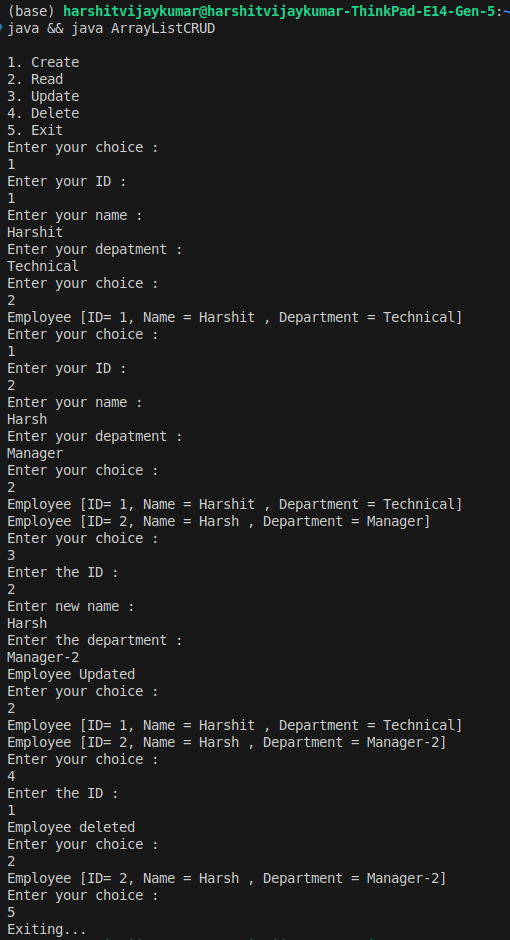 (base) harshitvijaykumar@harshitvijaykumar-ThinkPad-E14-Gen-5:~
java && java ArrayListCRUD
1. Create
2. Read
3. Update
4. Delete
5. Exit
Enter your choice :
1
Enter your ID :
1
Enter your name :
Harshit
Enter your depatment :
Technical
Enter your choice :
2
Employee [ID= 1, Name = Harshit , Department = Technical]
Enter your choice :
1
Enter your ID :
2
Enter your name :
Harsh
Enter your depatment :
Manager
Enter your choice :
2
Employee [ID= 1, Name = Harshit , Department = Technical]
Employee [ID= 2, Name = Harsh , Department = Manager]
Enter your choice :
3
Enter the ID :
2
Enter new name :
Harsh
Enter the department :
Manager-2
Employee Updated
Enter your choice :
2
Employee [ID= 1, Name = Harshit , Department = Technical]
Employee [ID= 2, Name = Harsh , Department = Manager-2]
Enter your choice :
4
Enter the ID :
1
Employee deleted
Enter your choice :
2
Employee [ID= 2, Name = Harsh , Department = Manager-2]
Enter your choice :
5
Exiting...